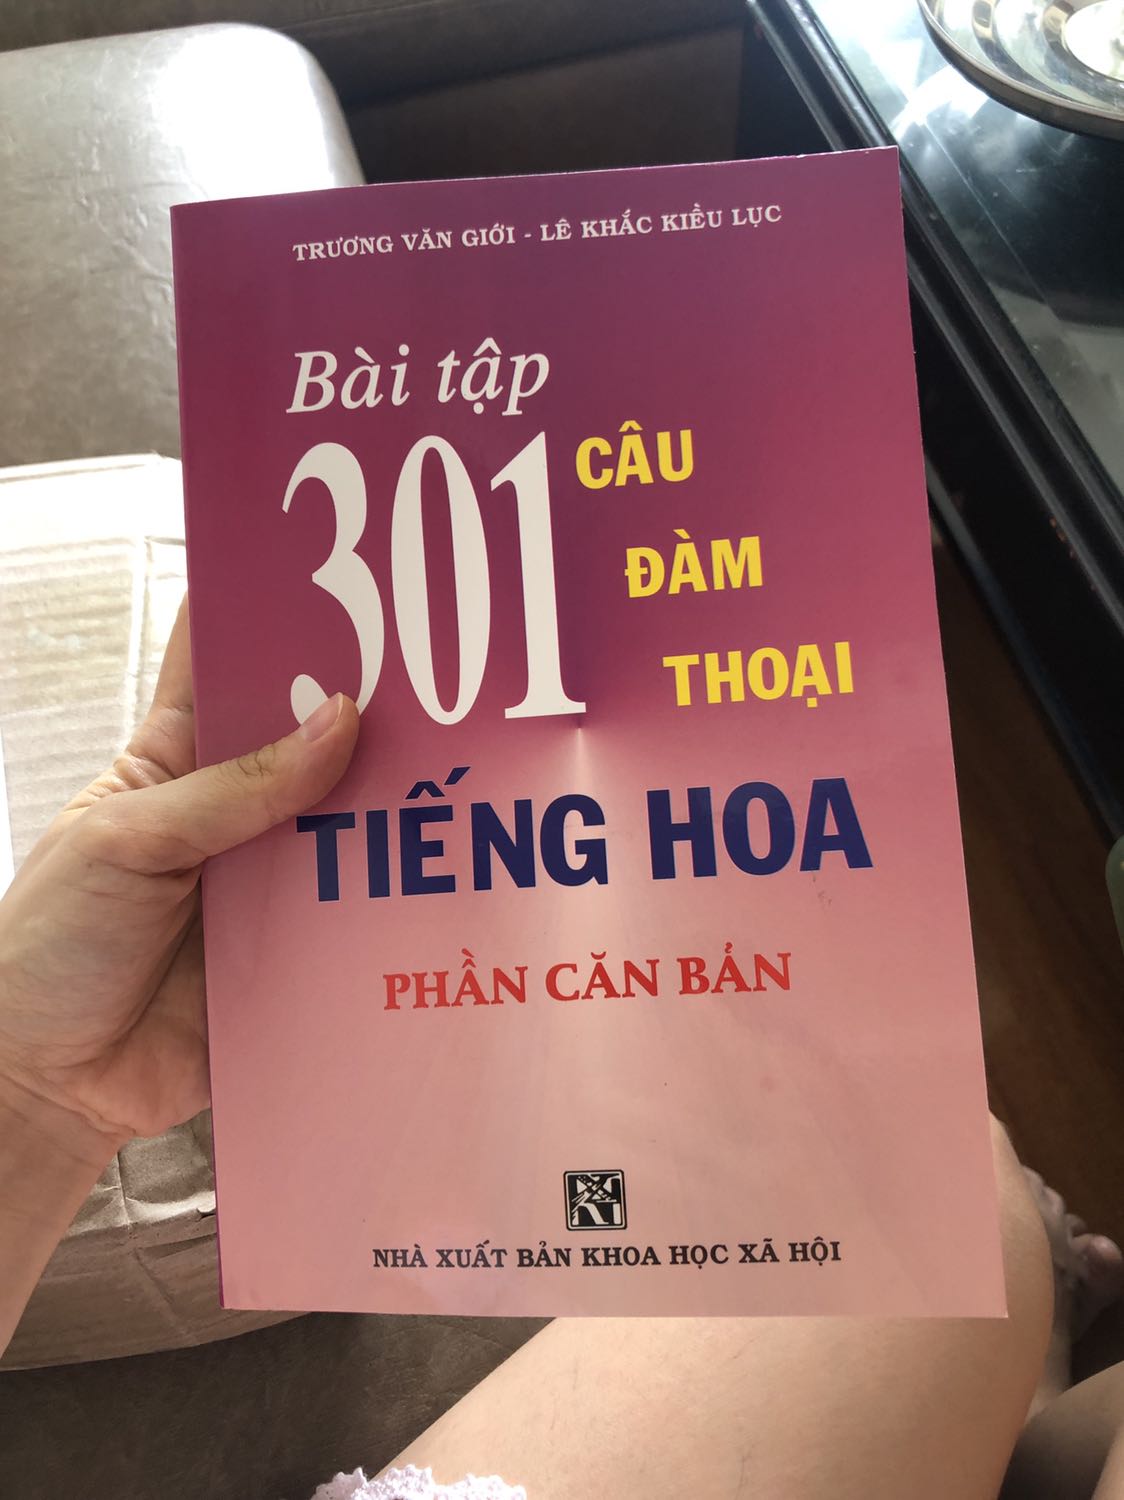 TRƯƠNG VĂN GIỚI - LÊ KHẮC KIỀU LỤC
Bài tập
301
CÂU
ĐÀM
THOẠI
TIẾNG HOA
PHẦN CĂN BẢN
NHÀ XUẤT BẢN KHOA HỌC XÃ HỘI